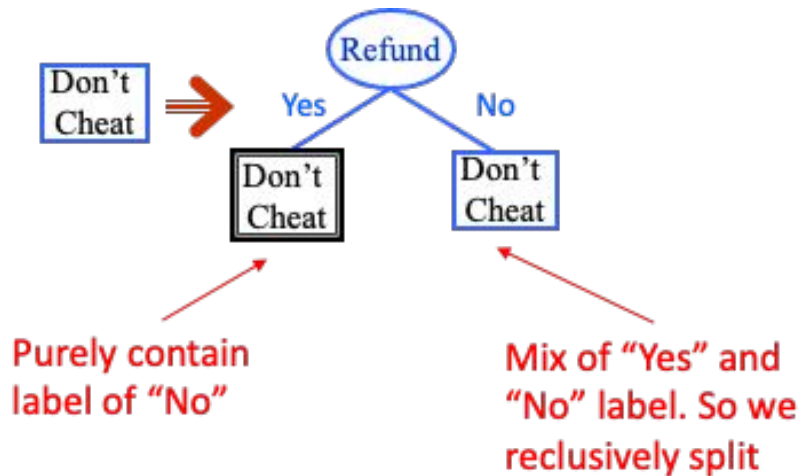 Refund
Don't
Cheat
Yes
No
Don't
Cheat
Don't
Cheat
Purely contain
label of “No”
Mix of “Yes” and
“No” label. So we
reclusively split